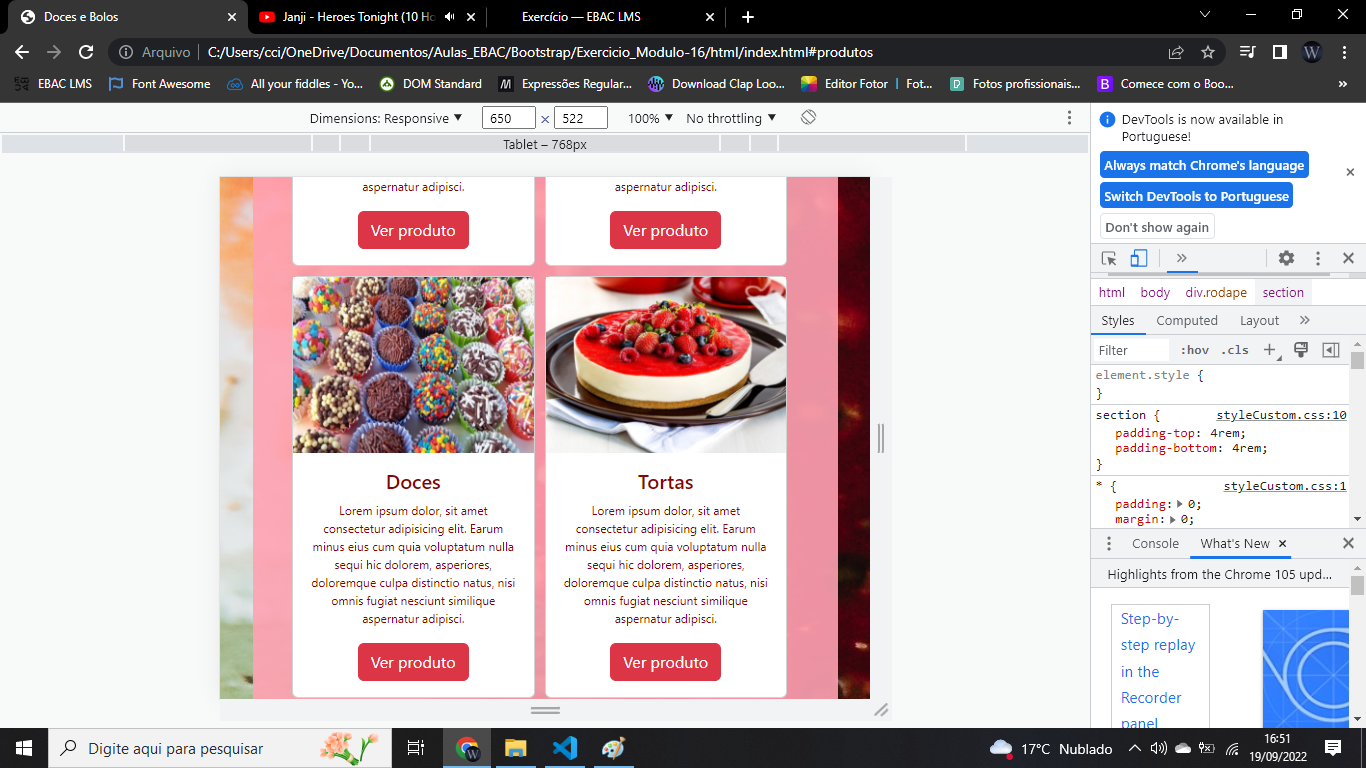 Doces e Bolos
Janji - Heroes Tonight (10 Ho
Exercício — EBAC LMS
Arquivo
C:/Users/cci/OneDrive/Documentos/Aulas_EBAC/Bootstrap/Exercicio_Modulo-16/html/index.html#produtos
W
EBAC LMS
Font Awesome
All your fiddles - Yo...
DOM Standard
Expressões Regular...
Download Clap Loo...
Editor Fotor | Fot...
Fotos profissionais...
B
Comece com o Boo...
»
Dimensions: Responsive
650 × 522
100%
No throttling
Tablet – 768px
aspernatur adipisci.
aspernatur adipisci.
Ver produto
Ver produto
Doces
Lorem ipsum dolor, sit amet
consectetur adipisicing elit. Earum
minus eius cum quia voluptatum nulla
sequi hic dolorem, asperiores,
doloremque culpa distinctio natus, nisi
omnis fugiat nesciunt similique
aspernatur adipisci.
Ver produto
Tortas
Lorem ipsum dolor, sit amet
consectetur adipisicing elit. Earum
minus eius cum quia voluptatum nulla
sequi hic dolorem, asperiores,
doloremque culpa distinctio natus, nisi
omnis fugiat nesciunt similique
aspernatur adipisci.
Ver produto
DevTools is now available in
Portuguese!
Always match Chrome's language
Switch DevTools to Portuguese
Don't show again
»
html body div.rodape section
Styles Computed Layout »
Filter :hov .cls
element.style {
}
section { styleCustom.css:10
padding-top: 4rem;
padding-bottom: 4rem;
}
* { styleCustom.css:1
padding: 0;
margin: 0;
Console What's New
Highlights from the Chrome 105 upd...
Step-by-
step replay
in the
Recorder
panel
Digite aqui para pesquisar
17°C Nublado
16:51
19/09/2022